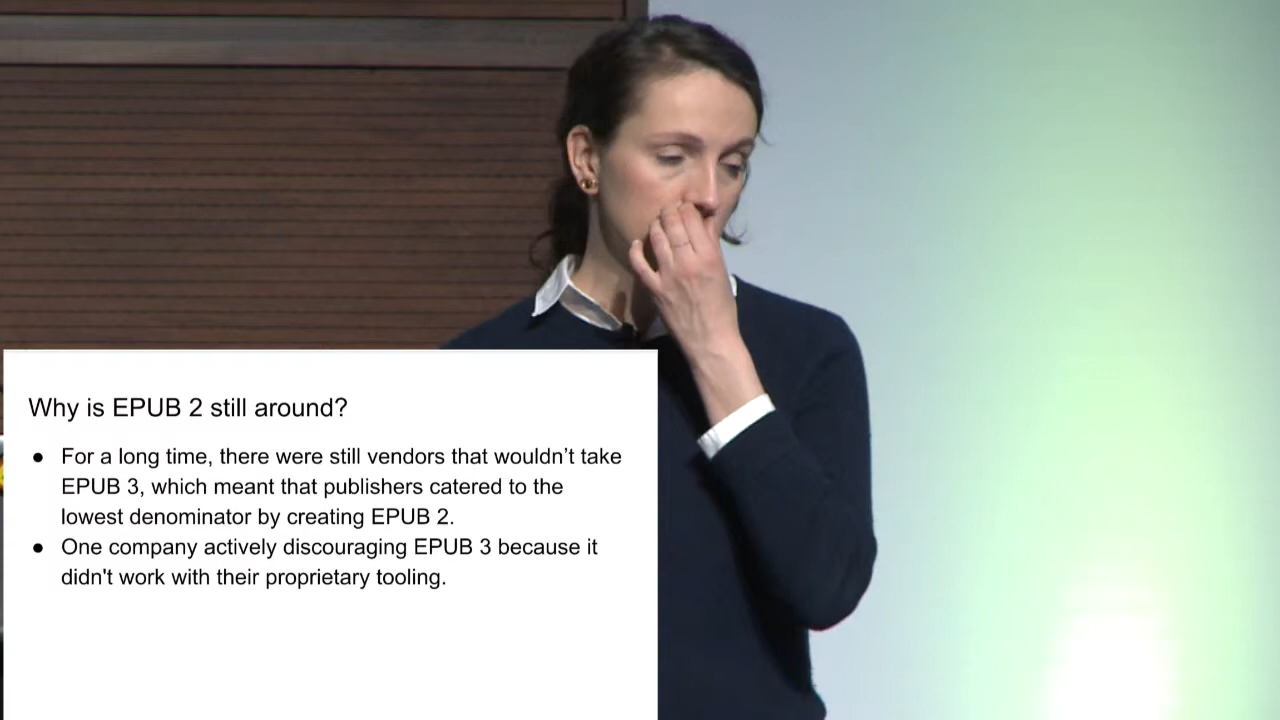 Why is EPUB 2 still around?
● For a long time, there were still vendors that wouldn’t take
EPUB 3, which meant that publishers catered to the
lowest denominator by creating EPUB 2.
● One company actively discouraging EPUB 3 because it
didn't work with their proprietary tooling.